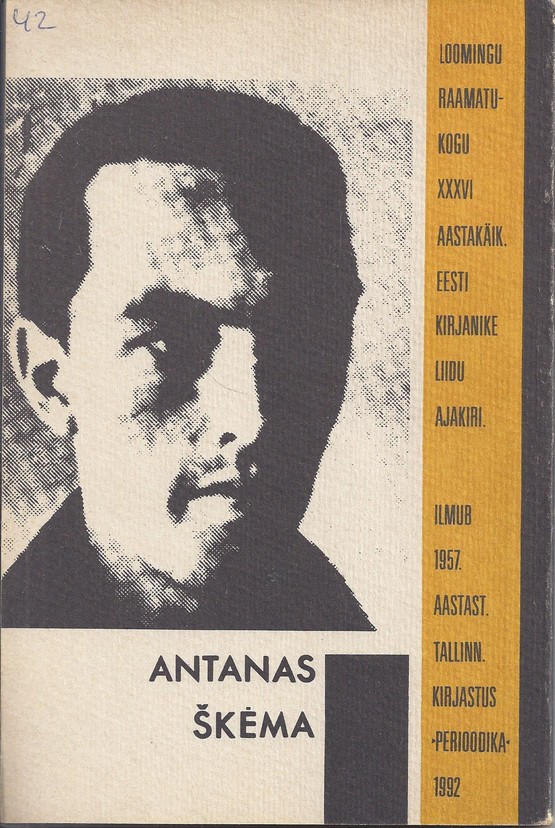 42
ANTANAS
ŠKĖMA
LOOMINGU
RAAMATU-
KOGU
XXXVI
AASTAKÄIK.
EESTI
KIRJANIKE
LIIDU
AJAKIRI.
ILMUB
1957.
AASTAST.
TALLINN.
KIRJASTUS
«PERIOODIKA»
1992